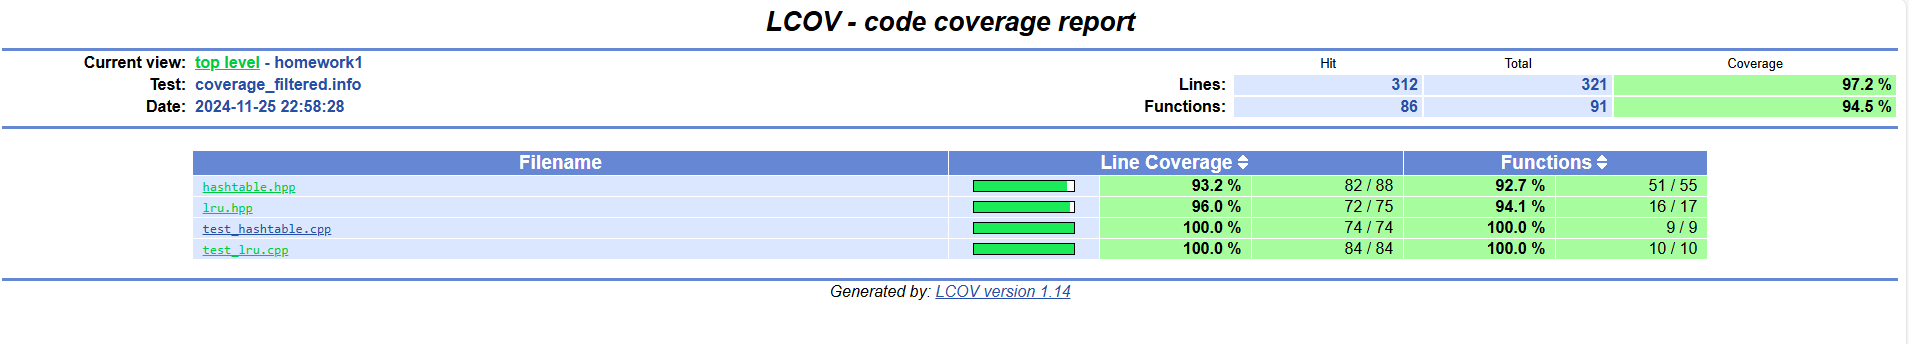 LCOV - code coverage report
Current view: top level - homework1
Hit Total Coverage
Test: coverage_filtered.info
Lines: 312 321 97.2 %
Date: 2024-11-25 22:58:28
Functions: 86 91 94.5 %
Filename Line Coverage Functions
hashtable.hpp 93.2 % 82 / 88 92.7 % 51 / 55
lru.hpp 96.0 % 72 / 75 94.1 % 16 / 17
test_hashtable.cpp 100.0 % 74 / 74 100.0 % 9 / 9
test_lru.cpp 100.0 % 84 / 84 100.0 % 10 / 10
Generated by: LCOV version 1.14